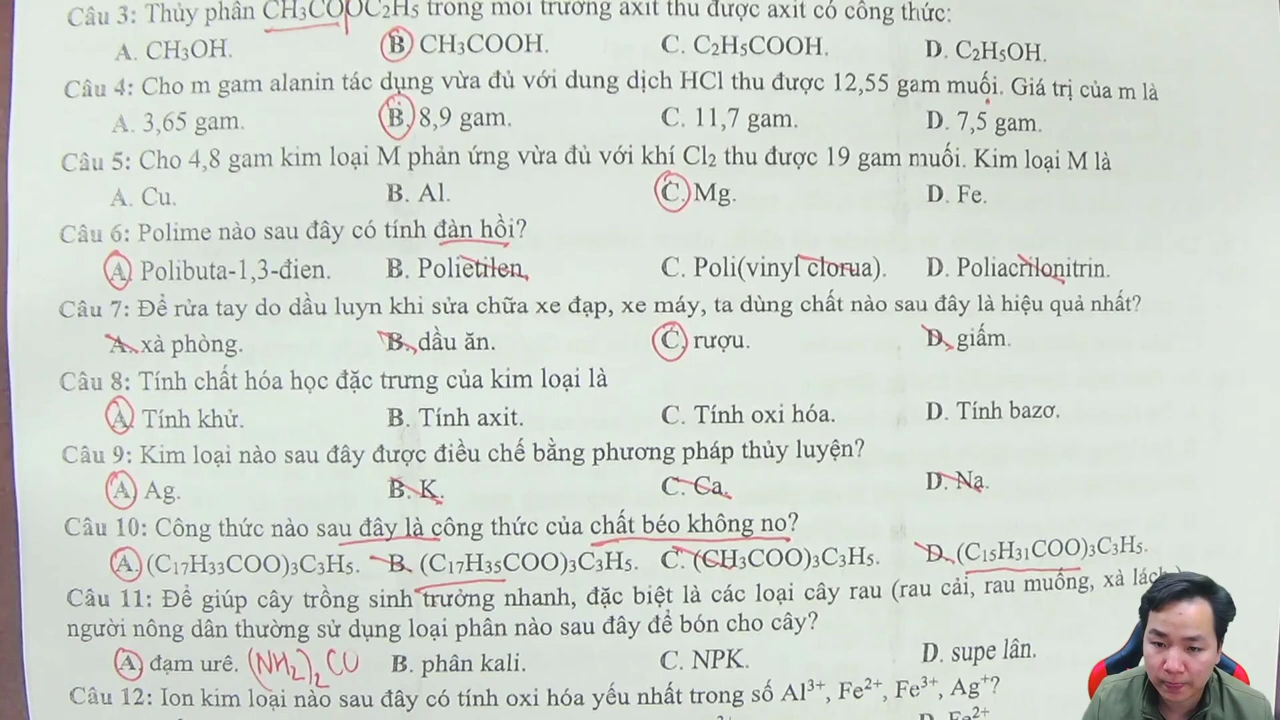 Câu 3: Thủy phân CH3COOC2H5 trong môi trường axit thu được axit có công thức:
A. CH3OH. B CH3COOH. C. C2H5COOH. D. C2H5OH.
Câu 4: Cho m gam alanin tác dụng vừa đủ với dung dịch HCl thu được 12,55 gam muối. Giá trị của m là
A. 3,65 gam. B. 8,9 gam. C. 11,7 gam. D. 7,5 gam.
Câu 5: Cho 4,8 gam kim loại M phản ứng vừa đủ với khí Cl2 thu được 19 gam muối. Kim loại M là
A. Cu. B. Al. C. Mg. D. Fe.
Câu 6: Polime nào sau đây có tính đàn hồi?
A. Polibuta-1,3-đien. B. Polietilen. C. Poli(vinyl clorua). D. Poliacrilonitrin.
Câu 7: Để rửa tay do dầu luyn khi sửa chữa xe đạp, xe máy, ta dùng chất nào sau đây là hiệu quả nhất?
A. xà phòng. B. dầu ăn. C. rượu. D. giấm.
Câu 8: Tính chất hóa học đặc trưng của kim loại là
A. Tính khử. B. Tính axit. C. Tính oxi hóa. D. Tính bazơ.
Câu 9: Kim loại nào sau đây được điều chế bằng phương pháp thủy luyện?
A. Ag. B. K. C. Ca. D. Na.
Câu 10: Công thức nào sau đây là công thức của chất béo không no?
A. (C17H33COO)3C3H5. B. (C17H35COO)3C3H5. C. (CH3COO)3C3H5. D. (C15H31COO)3C3H5.
Câu 11: Để giúp cây trồng sinh trưởng nhanh, đặc biệt là các loại cây rau (rau cải, rau muống, xà lách)
người nông dân thường sử dụng loại phân nào sau đây để bón cho cây?
A. đạm urê. (NH2)2CO B. phân kali. C. NPK. D. supe lân.
Câu 12: Ion kim loại nào sau đây có tính oxi hóa yếu nhất trong số Al3+, Fe2+, Fe3+, Ag+?
D. Fe2+